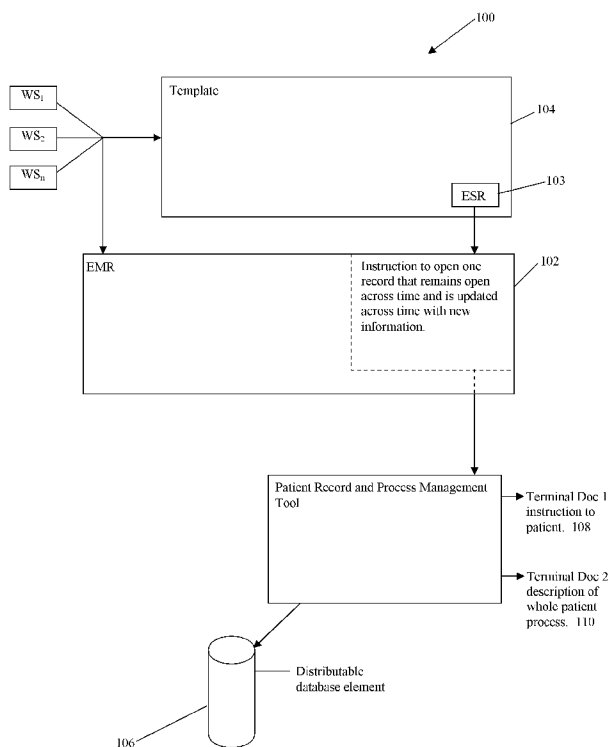 100
WS1
WS2
WSn
Template
104
ESR
103
EMR
Instruction to open one
record that remains open
across time and is updated
across time with new
information.
102
Patient Record and Process Management
Tool
Terminal Doc 1
instruction to
patient. 108
Terminal Doc 2
description of
whole patient
process. 110
Distributable
database element
106